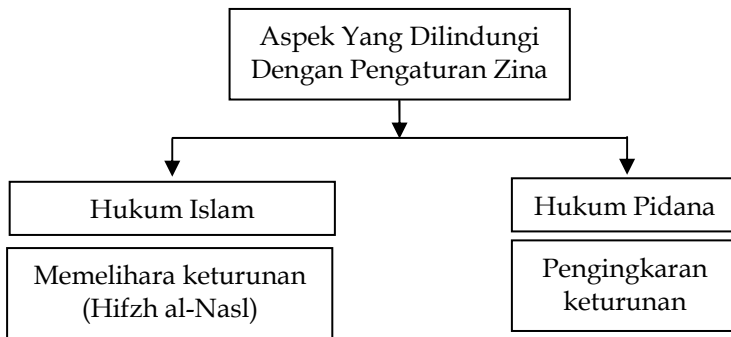 Aspek Yang Dilindungi
Dengan Pengaturan Zina
Hukum Islam
Memelihara keturunan
(Hifzh al-Nasl)
Hukum Pidana
Pengingkaran
keturunan